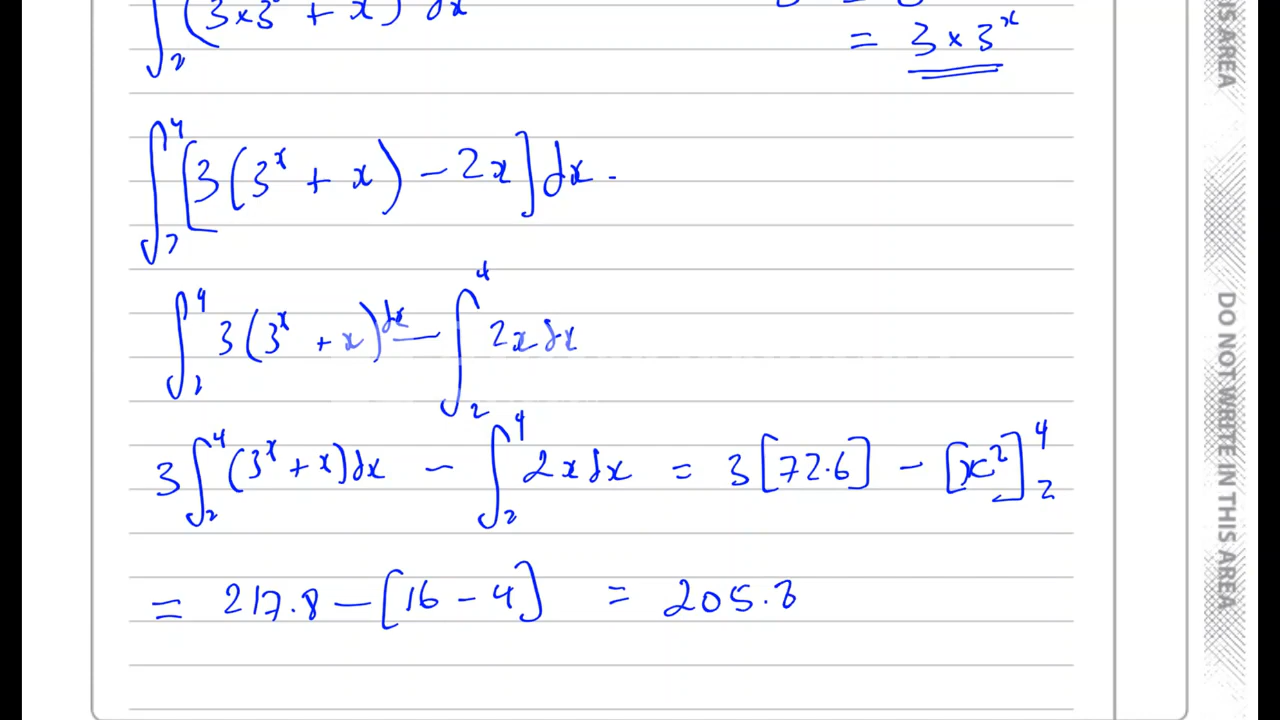 ∫₂ (3×3ˣ + x) dx
= 3 × 3ˣ
∫₂⁴ [3(3ˣ + x) − 2x] dx.
∫₂⁴ 3(3ˣ + x) dx − ∫₂⁴ 2x dx
3 ∫₂⁴ (3ˣ + x) dx − ∫₂⁴ 2x dx = 3[72.6] − [x²]₂⁴
= 217.8 − [16 − 4] = 205.8
IS AREA
DO NOT WRITE IN THIS AREA